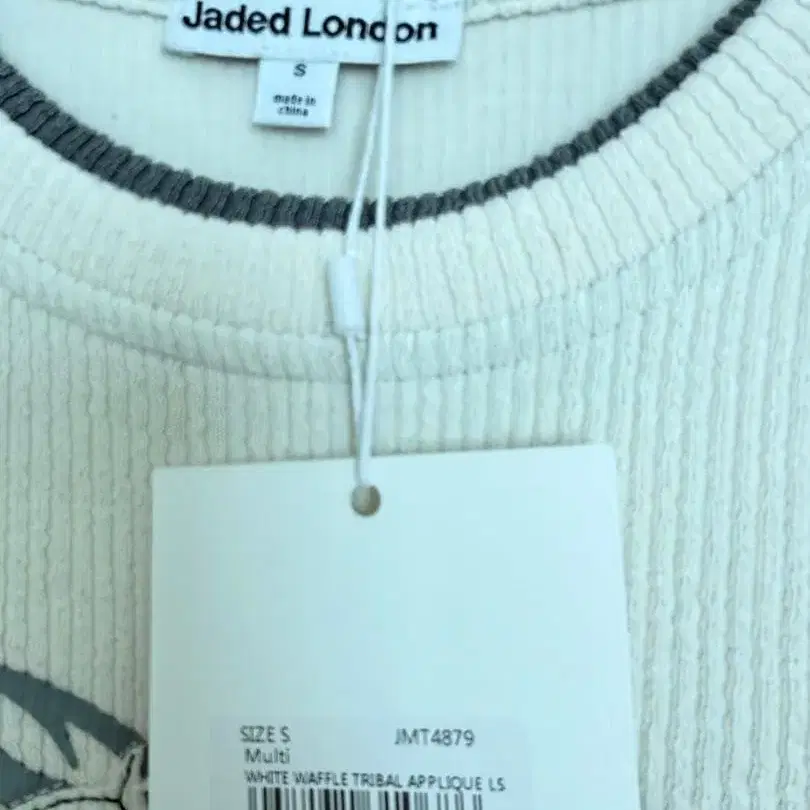 Jaded London
S
made in
china
SIZE S JMT4879
Multi
WHITE WAFFLE TRIBAL APPLIQUE LS